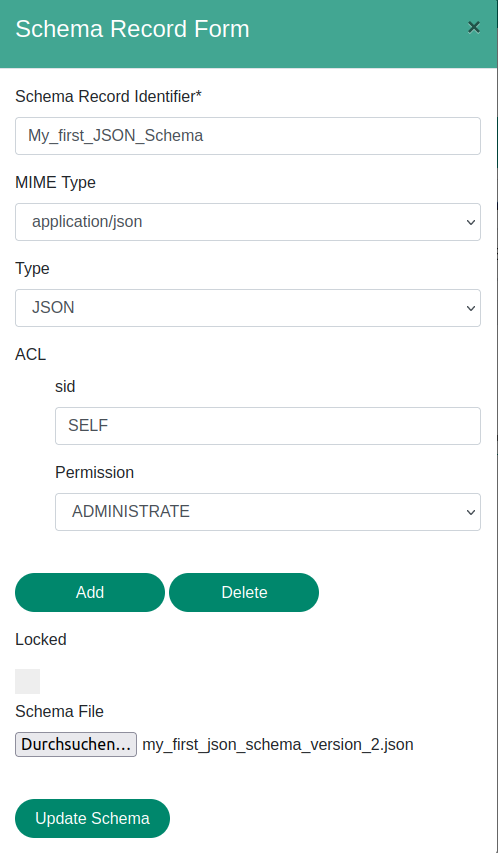 Schema Record Form ×
Schema Record Identifier*
My_first_JSON_Schema
MIME Type
application/json
Type
JSON
ACL
sid
SELF
Permission
ADMINISTRATE
Add Delete
Locked
Schema File
Durchsuchen... my_first_json_schema_version_2.json
Update Schema